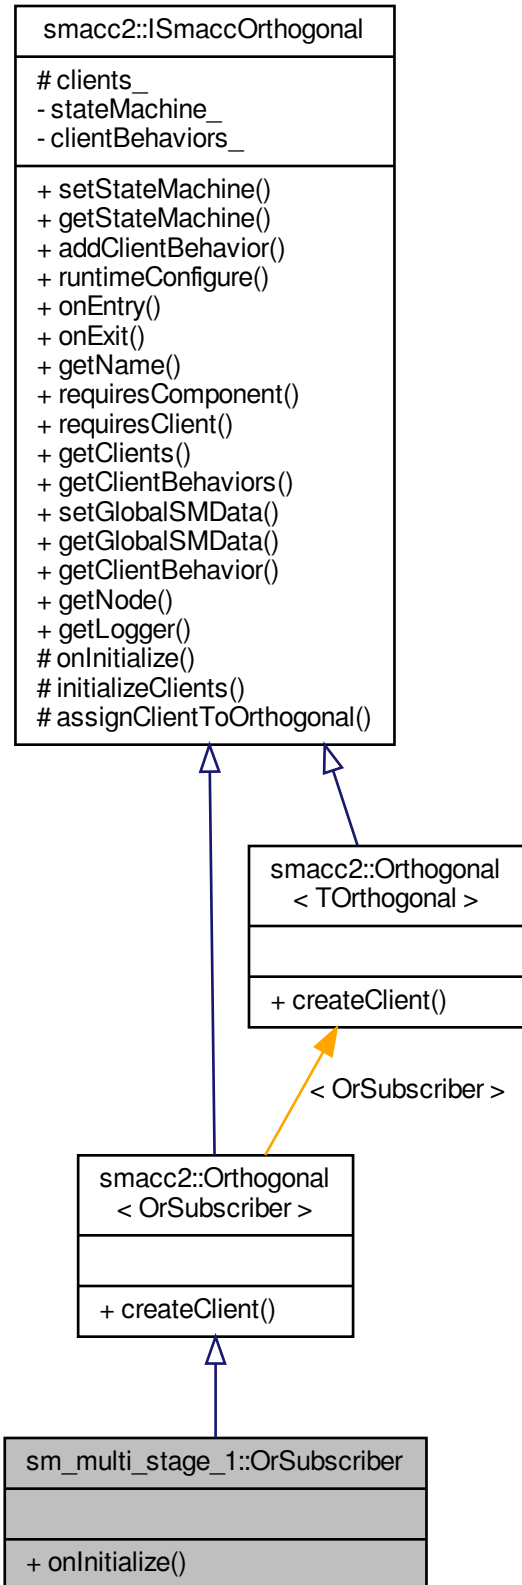 smacc2::ISmaccOrthogonal
# clients_
- stateMachine_
- clientBehaviors_
+ setStateMachine()
+ getStateMachine()
+ addClientBehavior()
+ runtimeConfigure()
+ onEntry()
+ onExit()
+ getName()
+ requiresComponent()
+ requiresClient()
+ getClients()
+ getClientBehaviors()
+ setGlobalSMData()
+ getGlobalSMData()
+ getClientBehavior()
+ getNode()
+ getLogger()
# onInitialize()
# initializeClients()
# assignClientToOrthogonal()
smacc2::Orthogonal
< TOrthogonal >
+ createClient()
< OrSubscriber >
smacc2::Orthogonal
< OrSubscriber >
+ createClient()
sm_multi_stage_1::OrSubscriber
+ onInitialize()